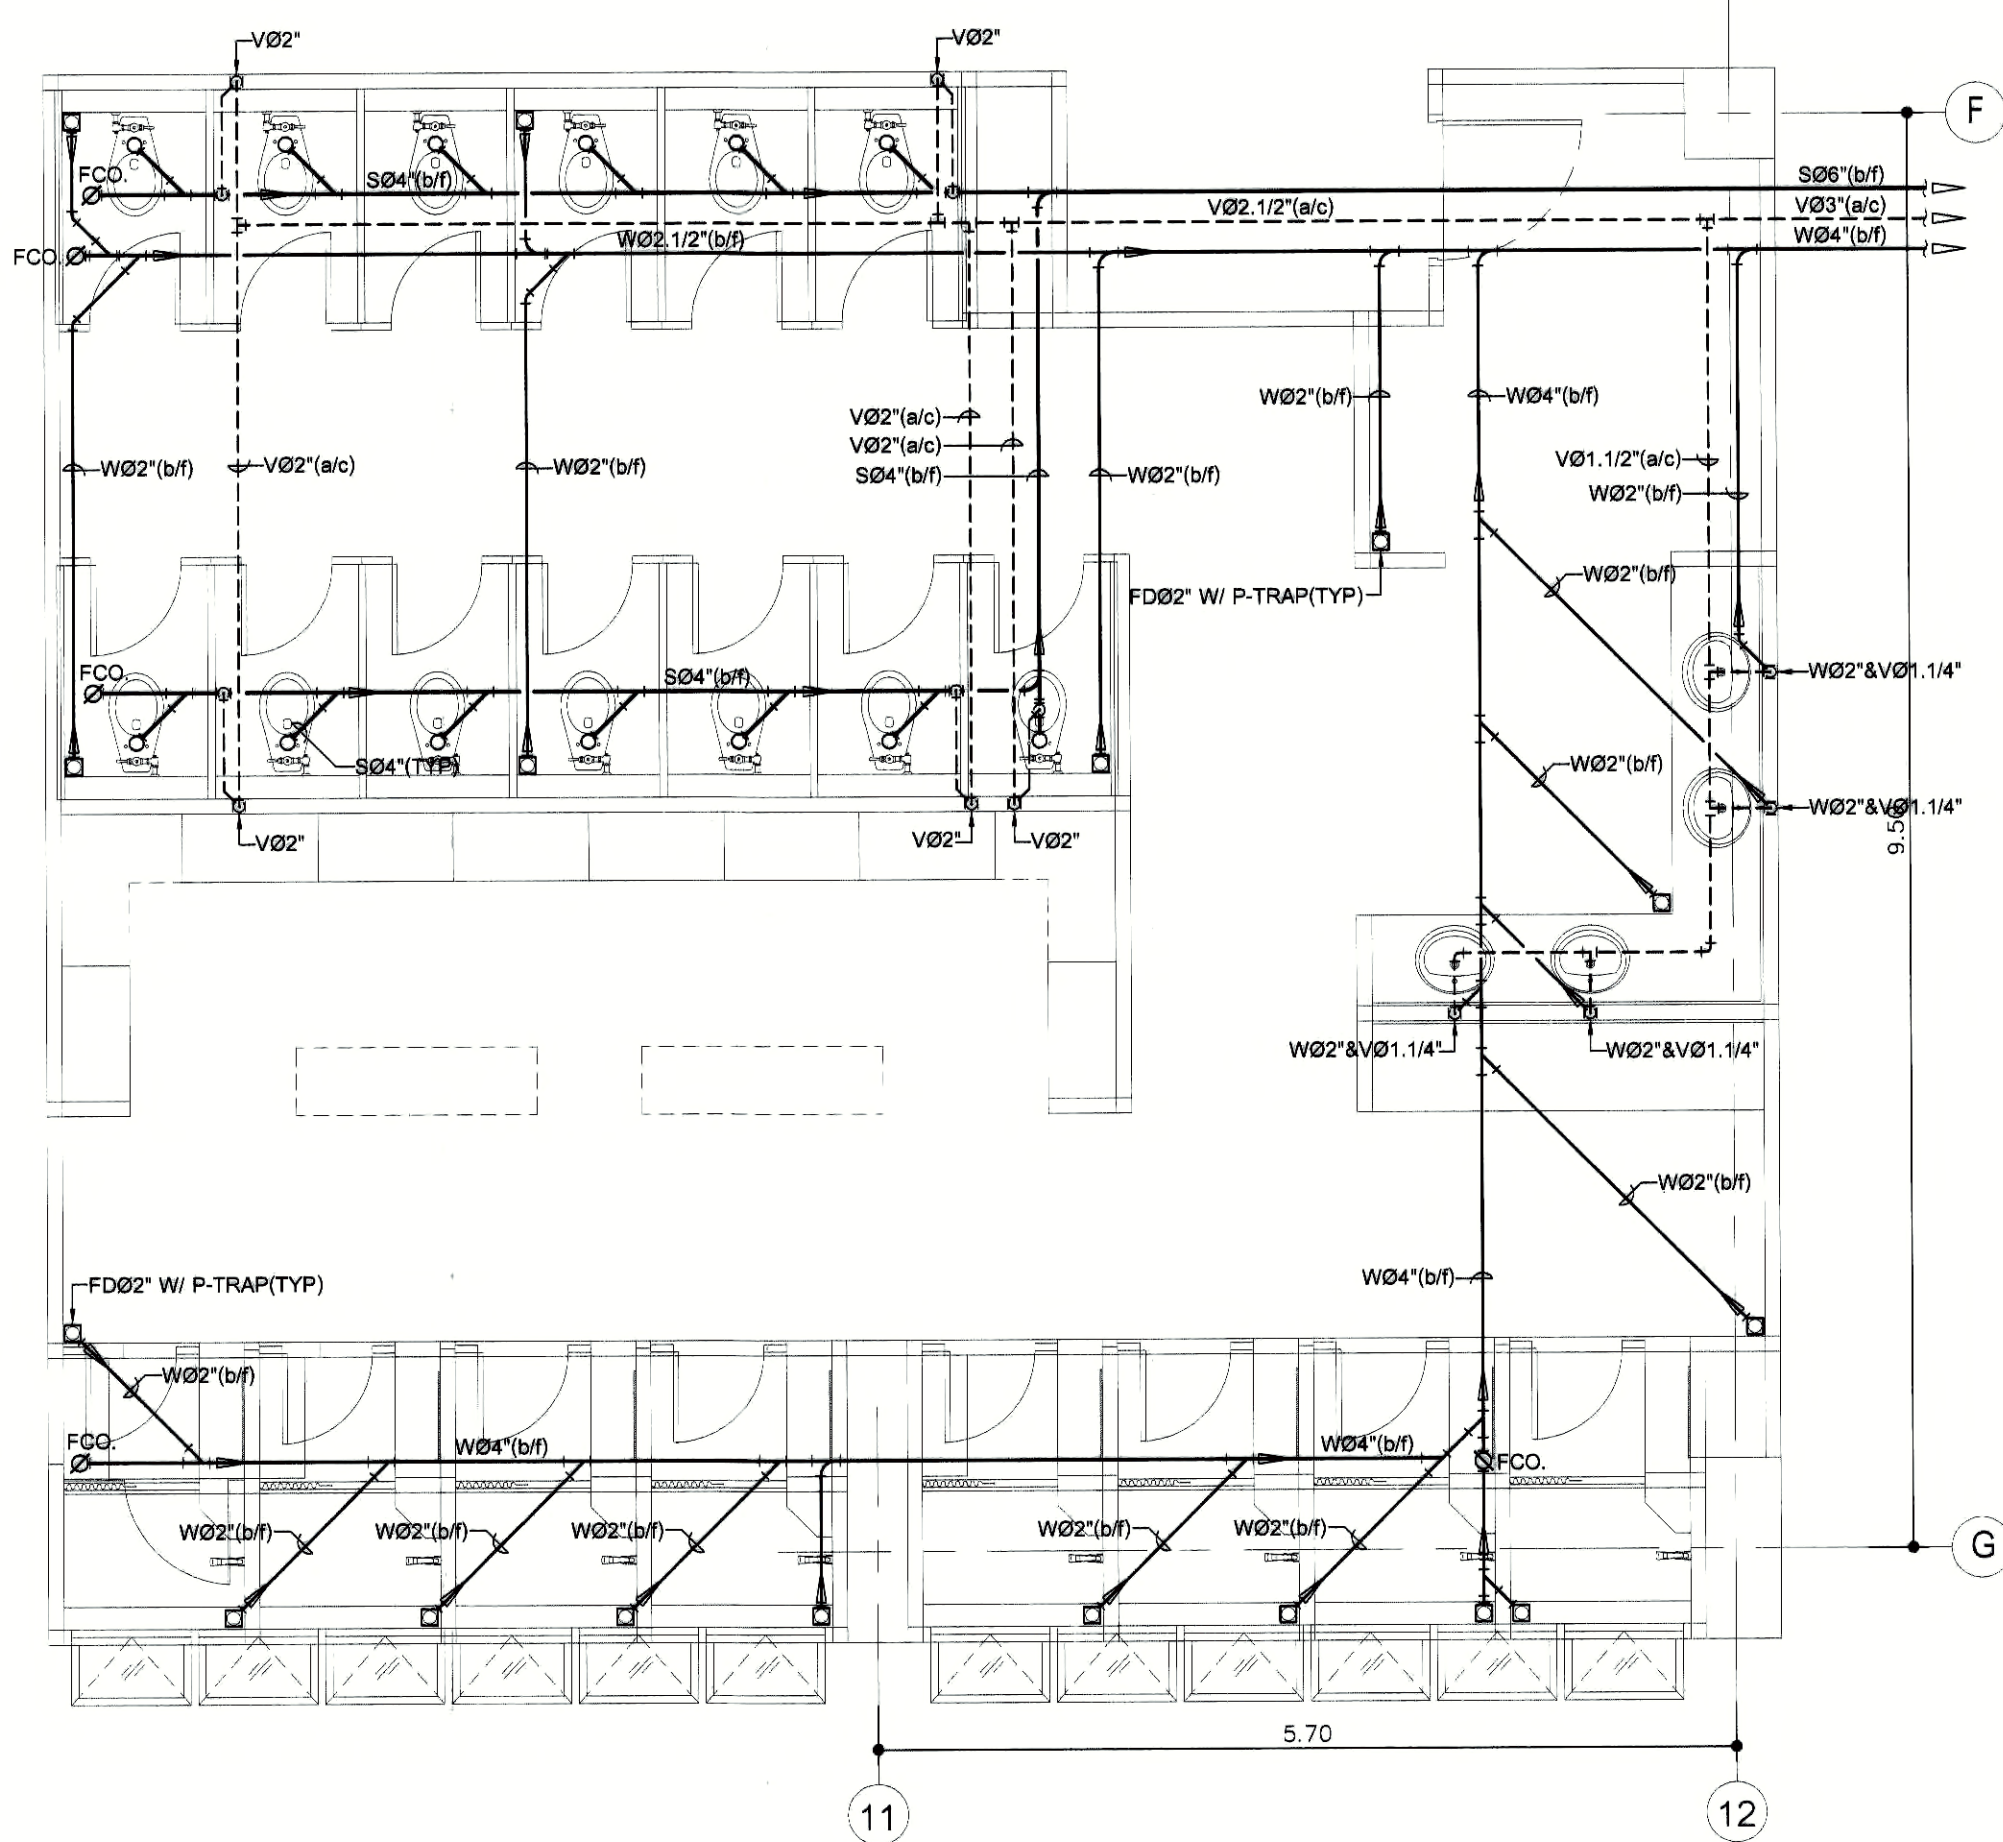 VØ2"
VØ2"
F
FCO.
SØ4"(b/f)
SØ6"(b/f)
VØ2.1/2"(a/c)
VØ3"(a/c)
FCO.
WØ2.1/2"(b/f)
WØ4"(b/f)
WØ2"(b/f)
WØ4"(b/f)
VØ2"(a/c)
VØ2"(a/c)
WØ2"(b/f)
VØ2"(a/c)
WØ2"(b/f)
SØ4"(b/f)
WØ2"(b/f)
VØ1.1/2"(a/c)
WØ2"(b/f)
WØ2"(b/f)
FDØ2" W/ P-TRAP(TYP)
FCO.
SØ4"(b/f)
WØ2"&VØ1.1/4"
SØ4"(TYP)
WØ2"(b/f)
WØ2"&VØ1.1/4"
9.50
VØ2"
VØ2"
VØ2"
WØ2"&VØ1.1/4"
WØ2"&VØ1.1/4"
WØ2"(b/f)
FDØ2" W/ P-TRAP(TYP)
WØ4"(b/f)
WØ2"(b/f)
FCO.
WØ4"(b/f)
WØ4"(b/f)
FCO.
WØ2"(b/f)
WØ2"(b/f)
WØ2"(b/f)
WØ2"(b/f)
WØ2"(b/f)
G
5.70
11
12